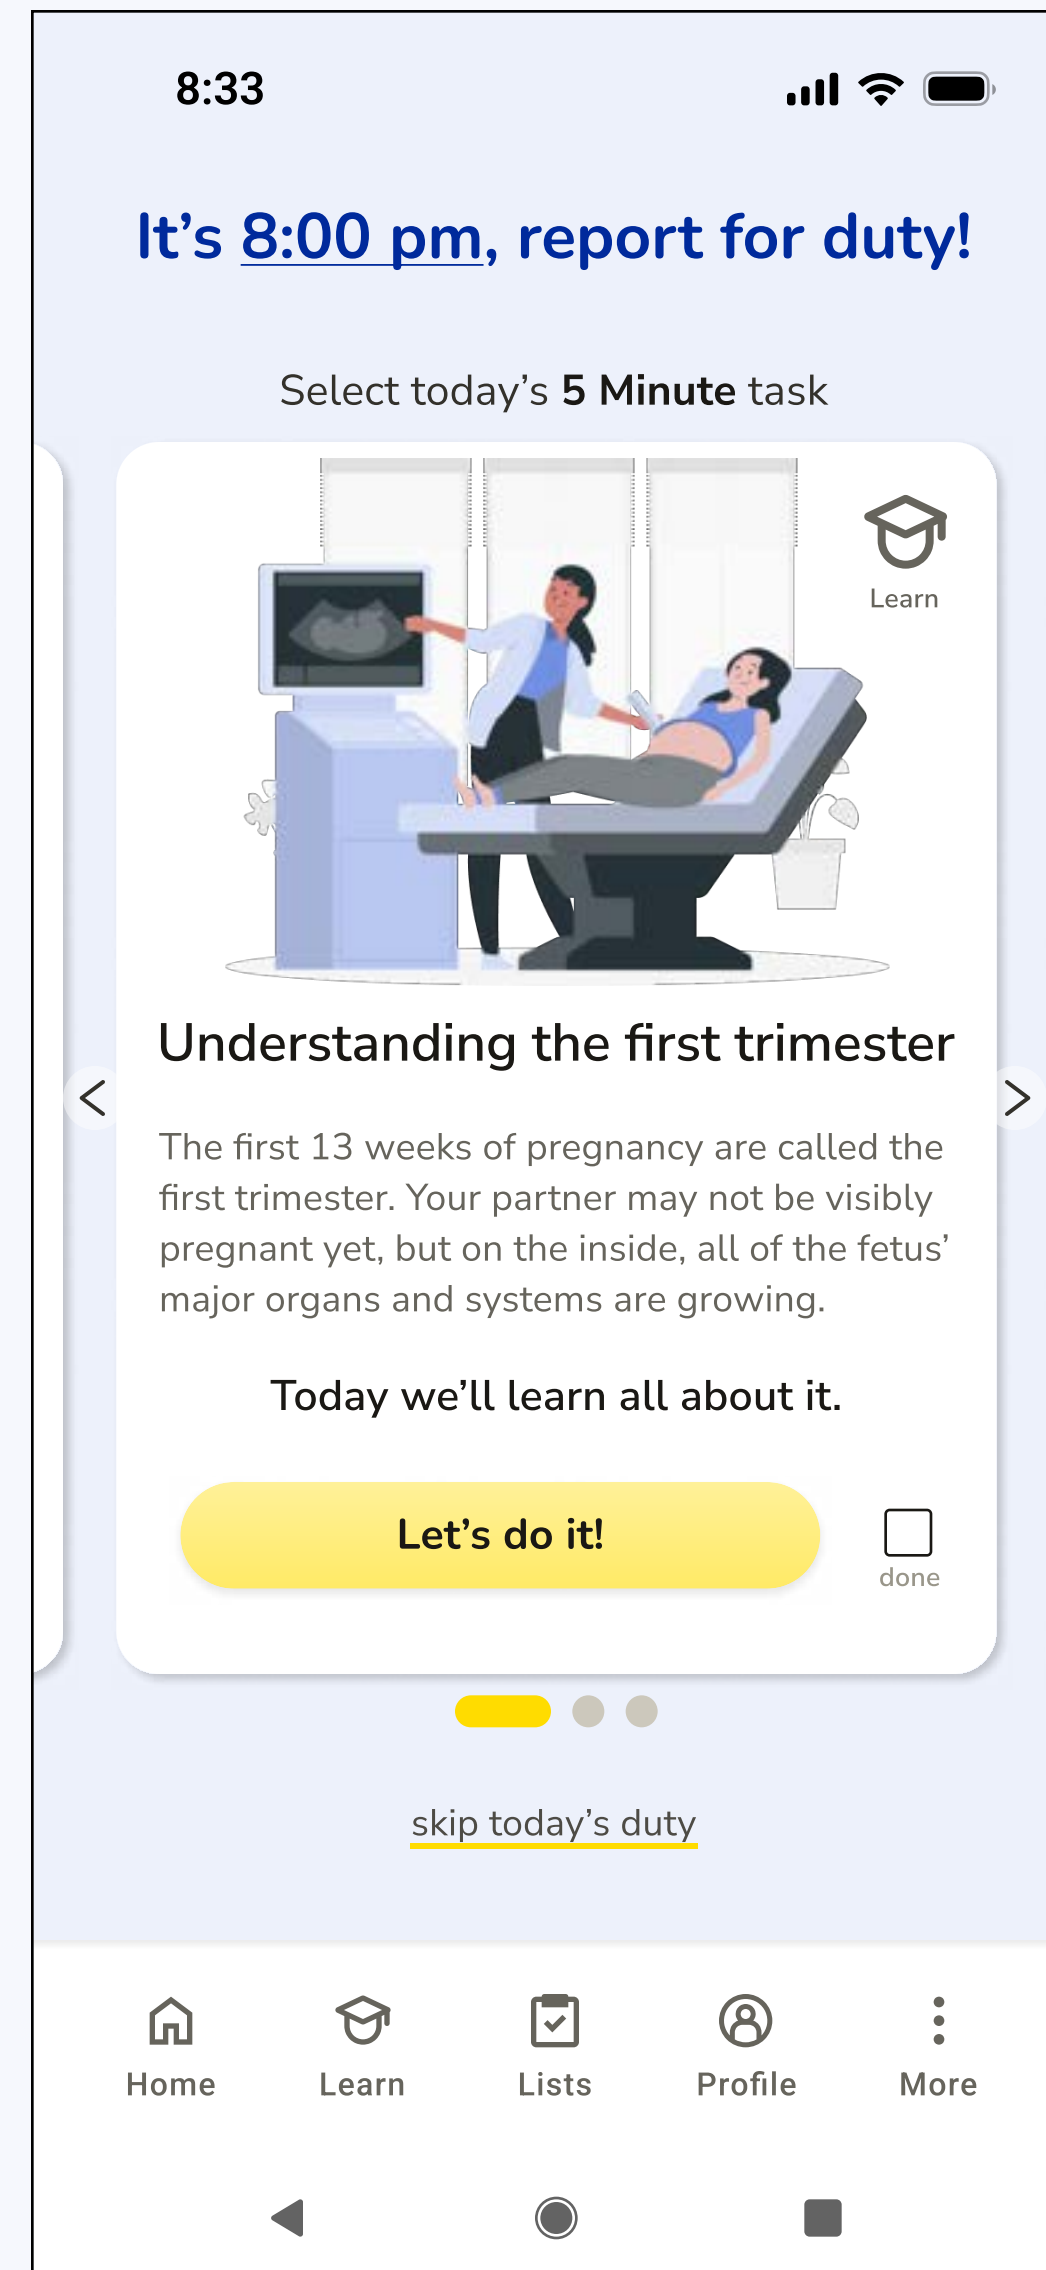 8:33
It’s 8:00 pm, report for duty!
Select today’s 5 Minute task
Learn
Understanding the first trimester
The first 13 weeks of pregnancy are called the
first trimester. Your partner may not be visibly
pregnant yet, but on the inside, all of the fetus’
major organs and systems are growing.
Today we’ll learn all about it.
Let’s do it!
done
skip today’s duty
Home Learn Lists Profile More